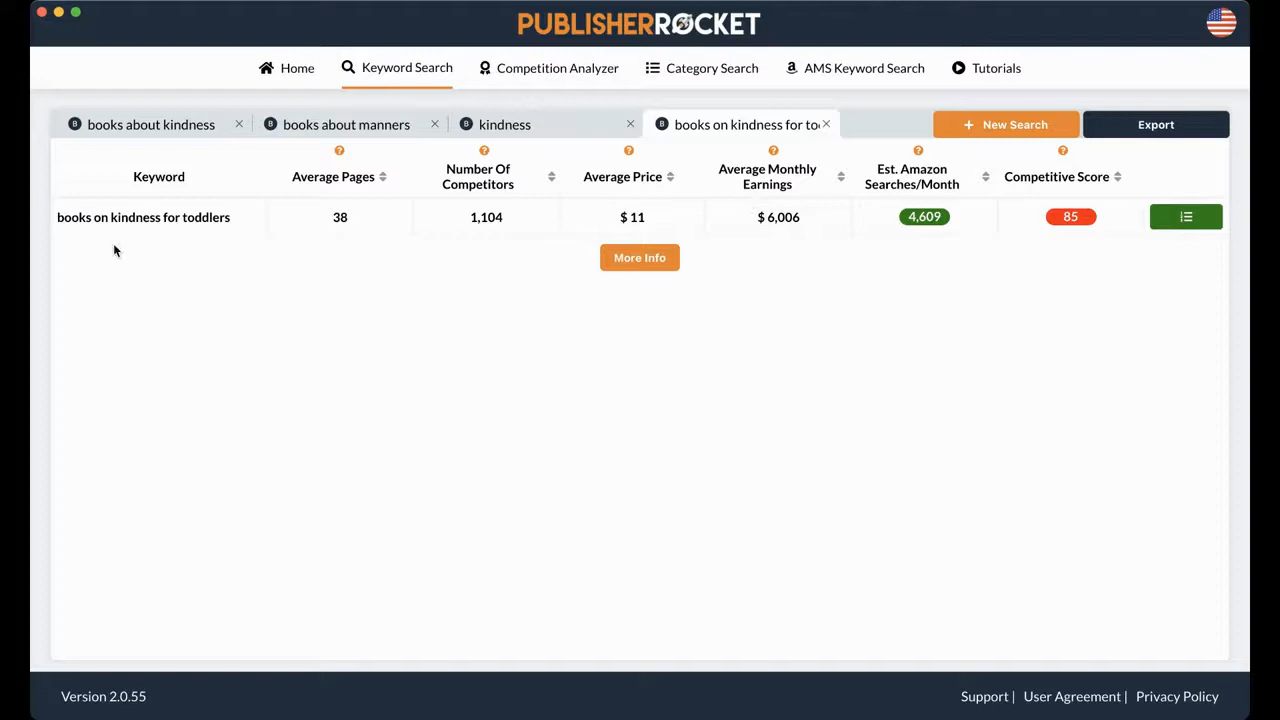 PUBLISHERROCKET
Home
Keyword Search
Competition Analyzer
Category Search
AMS Keyword Search
Tutorials
B books about kindness
B books about manners
B kindness
B books on kindness for to
+ New Search
Export
? ? ? ? ? ?
Keyword
Average Pages
Number Of
Competitors
Average Price
Average Monthly
Earnings
Est. Amazon
Searches/Month
Competitive Score
books on kindness for toddlers
38
1,104
$ 11
$ 6,006
4,609
85
More Info
Version 2.0.55
Support | User Agreement | Privacy Policy